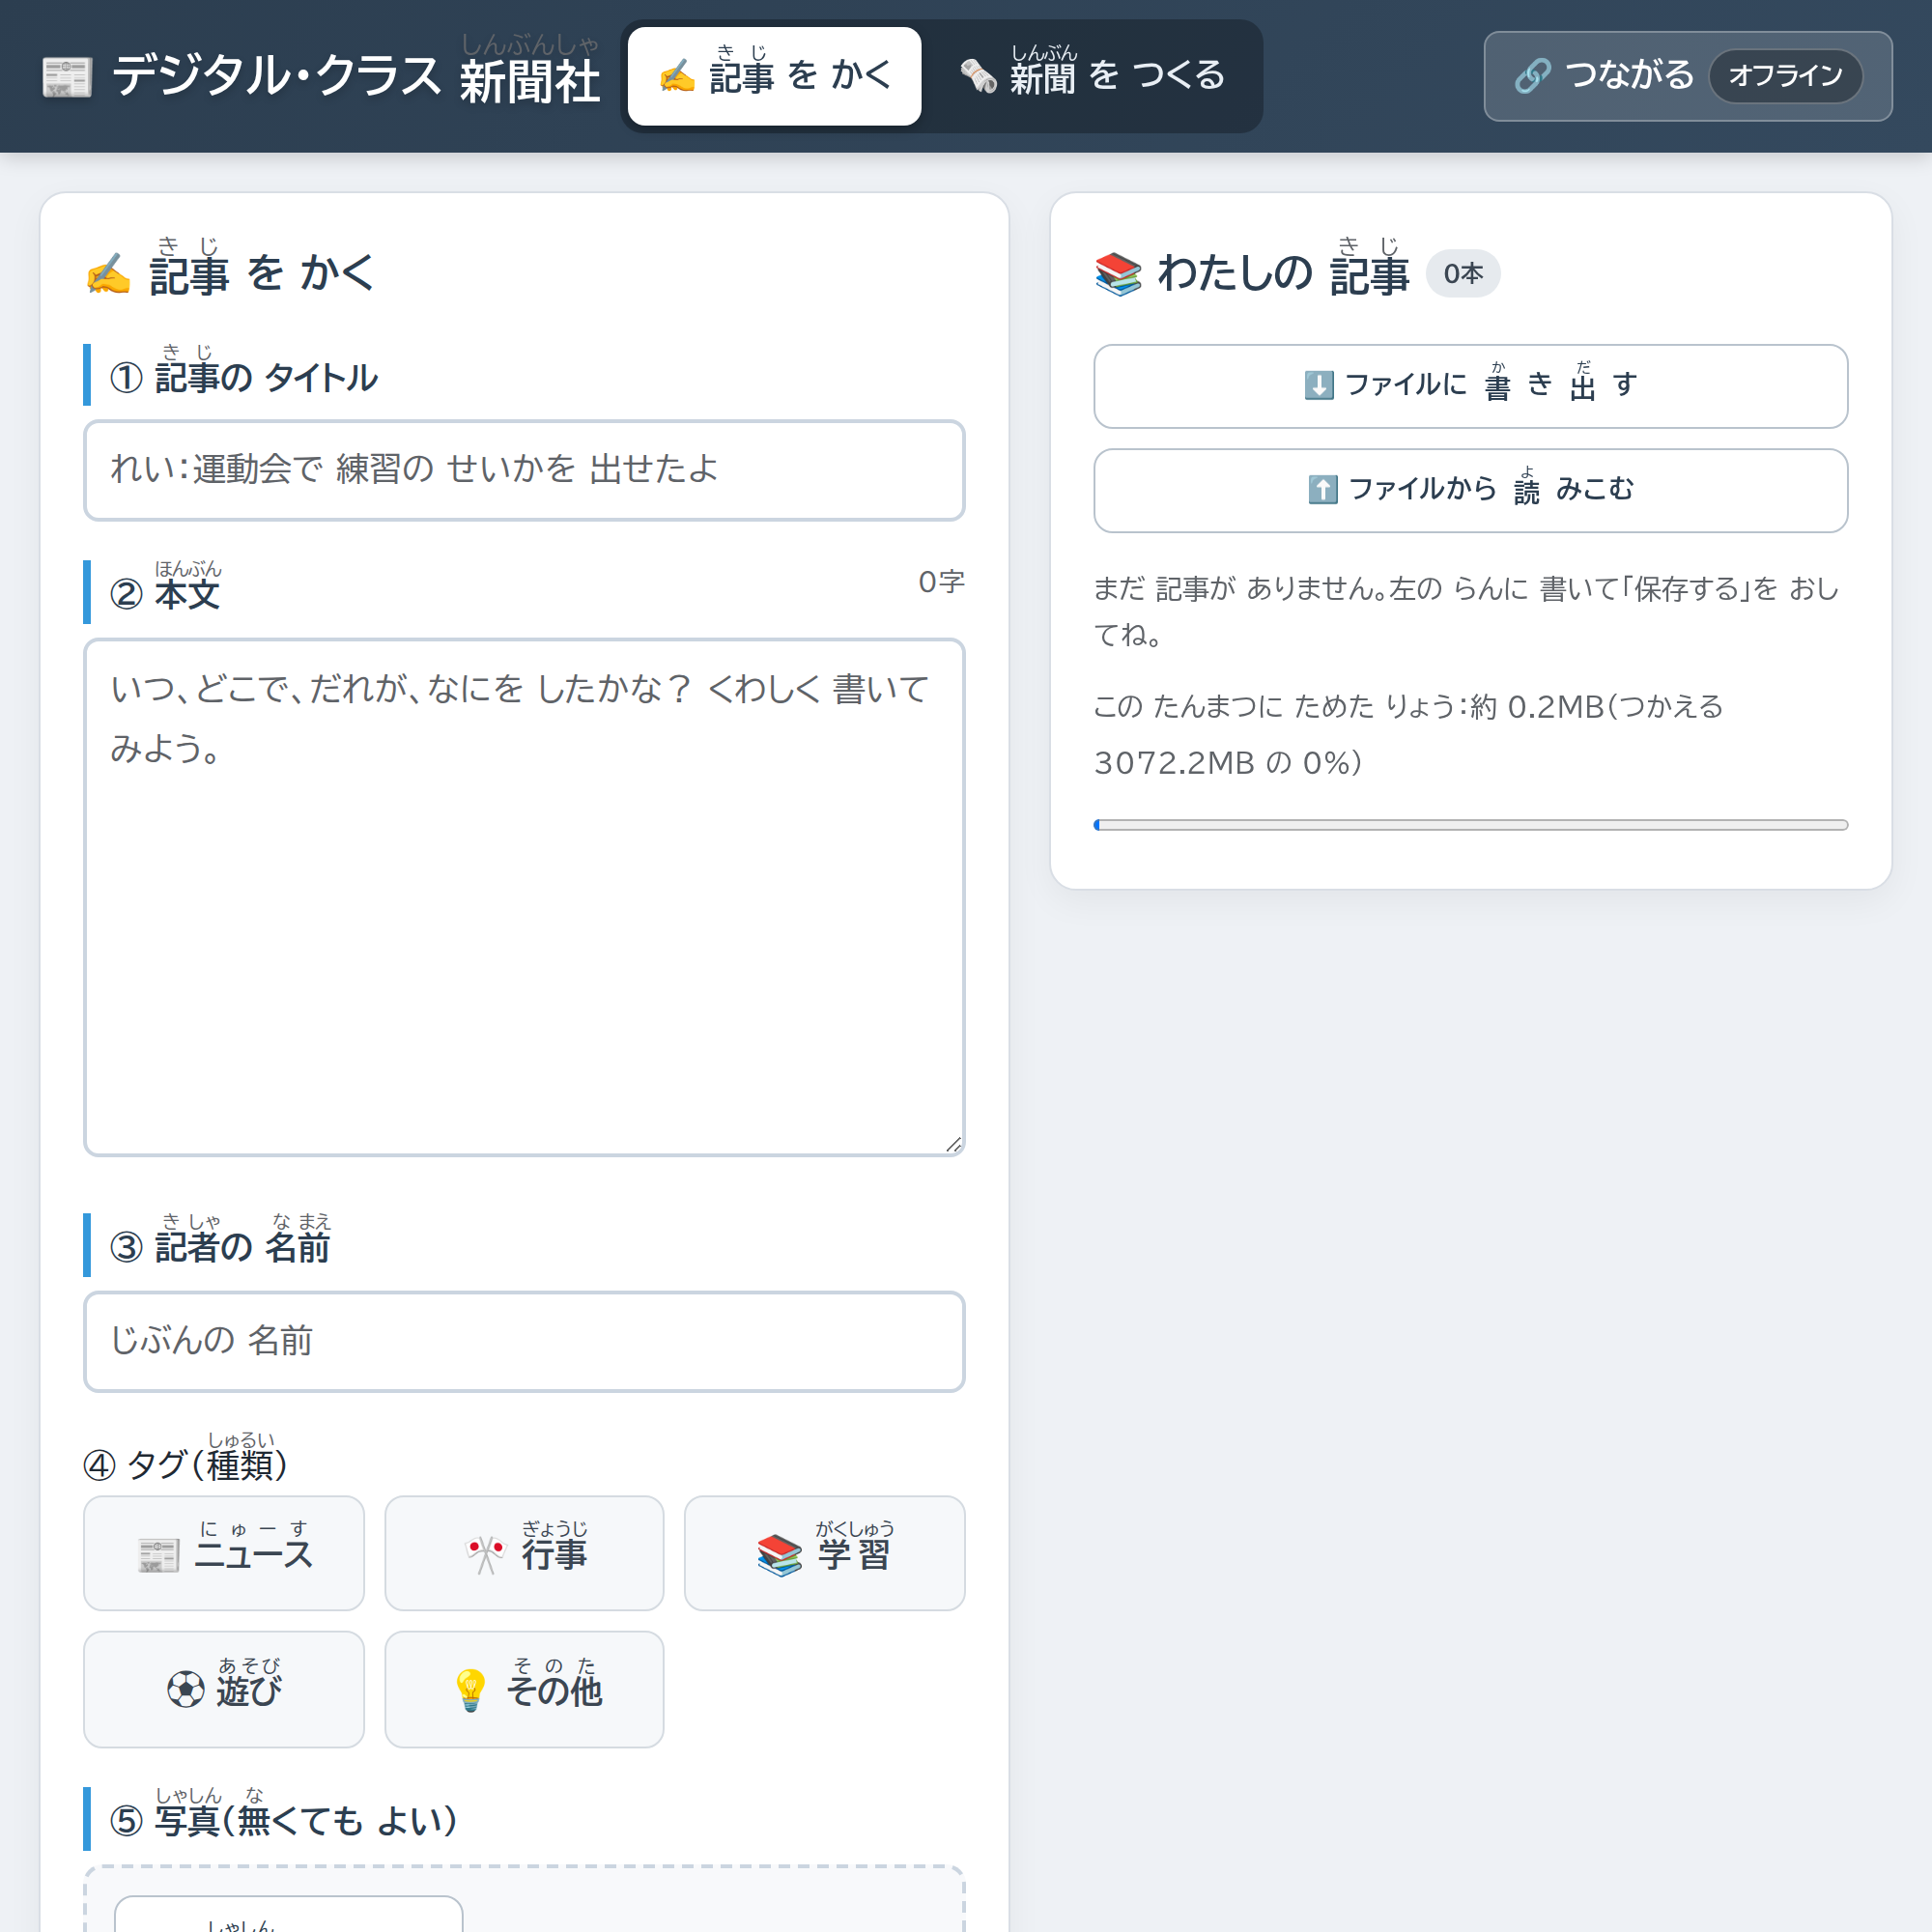 📰 デジタル・クラス 新聞社
しんぶんしゃ
✍️ 記事 を かく
きじ
🗞️ 新聞 を つくる
しんぶん
🔗 つながる オフライン
✍️ 記事 を かく
きじ
① 記事の タイトル
きじ
れい：運動会で 練習の せいかを 出せたよ
② 本文
ほんぶん
0字
いつ、どこで、だれが、なにを したかな？ くわしく 書いて
みよう。
③ 記者の 名前
きしゃ なまえ
じぶんの 名前
④ タグ（種類）
しゅるい
📰 ニュース
にゅーす
🎌 行事
ぎょうじ
📚 学習
がくしゅう
⚽ 遊び
あそび
💡 その他
そのた
⑤ 写真（無くても よい）
しゃしん な
しゃしん
📚 わたしの 記事 0本
きじ
⬇️ ファイルに 書 き 出 す
か だ
⬆️ ファイルから 読 みこむ
よ
まだ 記事が ありません。左の らんに 書いて「保存する」を おし
てね。
この たんまつに ためた りょう：約 0.2MB（つかえる
3072.2MB の 0%）